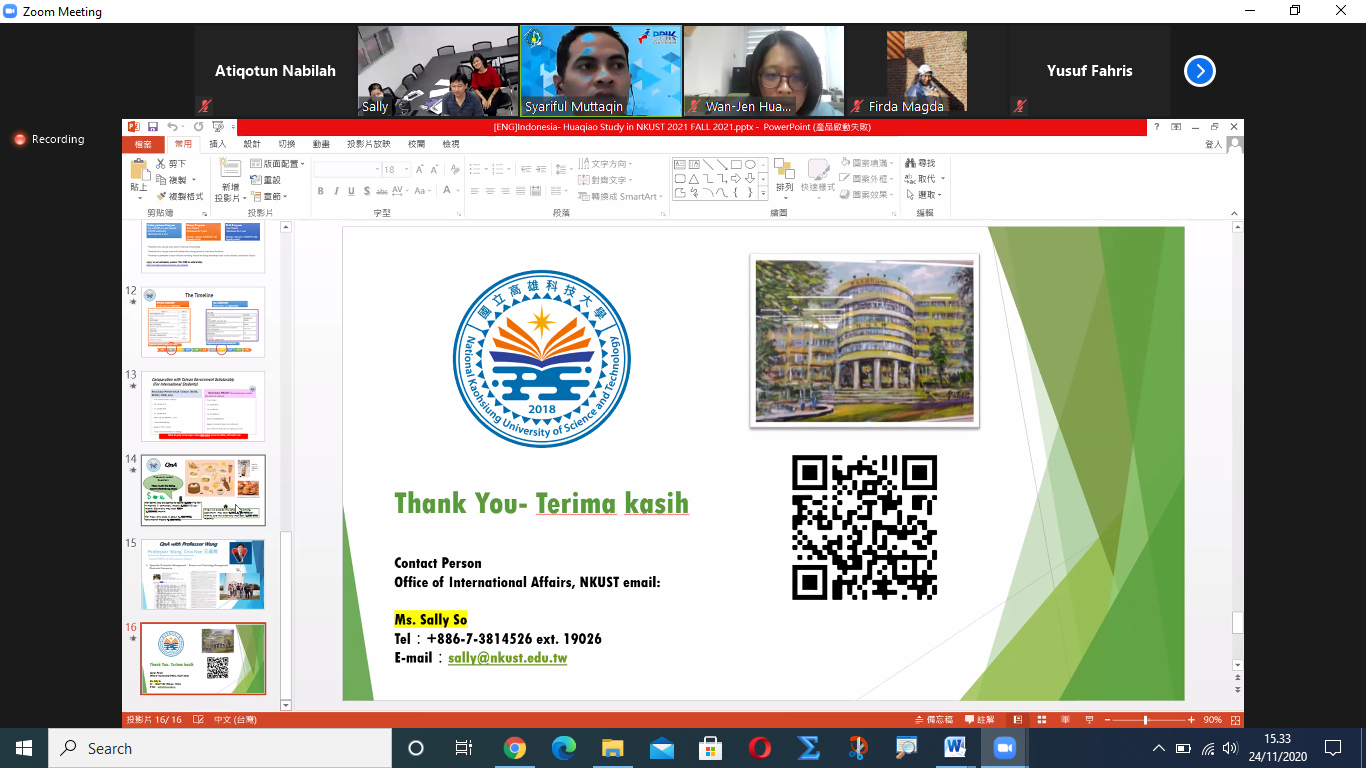 Zoom Meeting
Atiqotun Nabilah
Sally
Syariful Muttaqin
Wan-Jen Hua...
Firda Magda
Yusuf Fahris
Recording
[ENG]Indonesia- Huaqiao Study in NKUST 2021 FALL 2021.pptx - PowerPoint (產品啟動失敗)
檔案 常用 插入 設計 切換 動畫 投影片放映 校閱 檢視 登入
貼上
剪下
複製
複製格式
剪貼簿
新增
投影片
版面配置
重設
章節
投影片
18
B I U S abc AV Aa A
字型
文字方向
對齊文字
轉換成 SmartArt
段落
排列
快速樣式
圖案填滿
圖案外框
圖案效果
繪圖
尋找
取代
選取
編輯
12
The Timeline
13
Comparison with Taiwan Government Scholarship
(For International Students)
14
QnA
15
QnA with Professor Wang
16
Thank You- Terima kasih
國立高雄科技大學
National Kaohsiung University of Science and Technology
2018
Thank You- Terima kasih
Contact Person
Office of International Affairs, NKUST email:
Ms. Sally So
Tel：+886-7-3814526 ext. 19026
E-mail：sally@nkust.edu.tw
投影片 16/ 16 中文 (台灣) 備忘稿 註解 90%
Search
15.33
24/11/2020